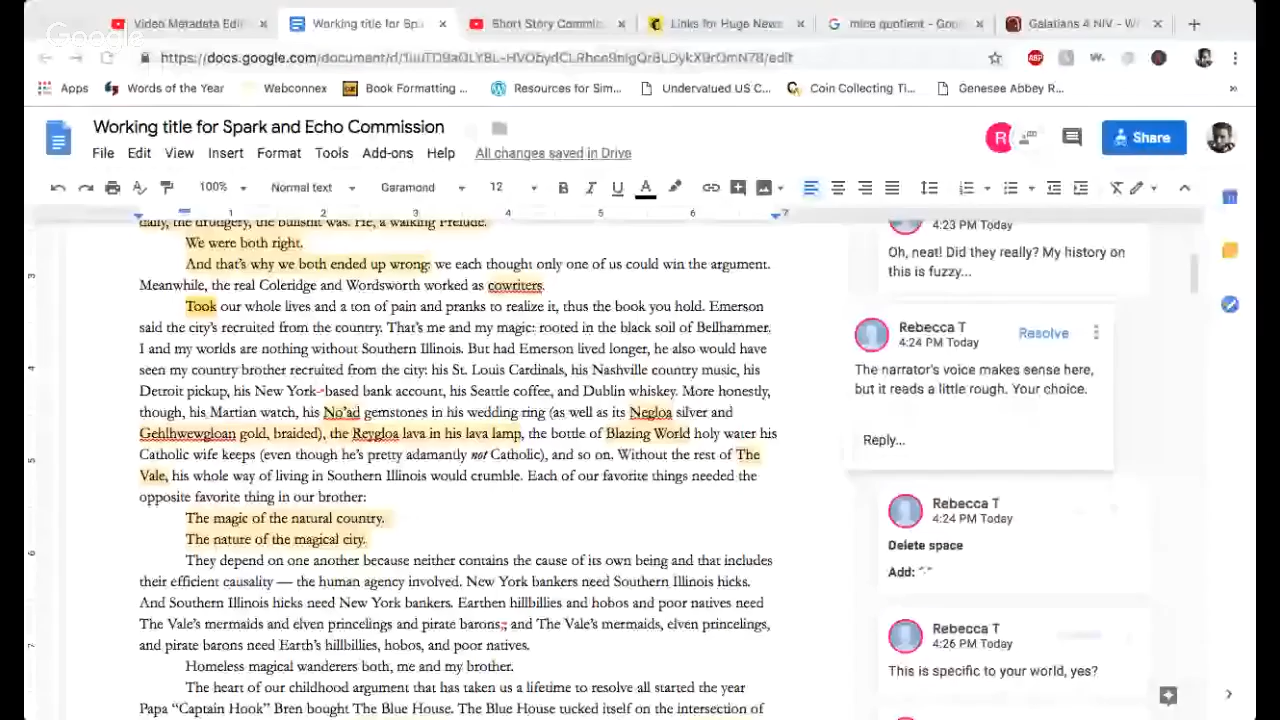 Video Metadata Edi
Working title for Spa
Short Story Commis
Links for Huge News
mice quotient - Goo
Galatians 4 NIV - W
Google
https://docs.google.com/document/d/
/edit
Apps
Words of the Year
Webconnex
Book Formatting ...
Resources for Sim...
Undervalued US C...
Coin Collecting Ti...
Genesee Abbey R...
»
Working title for Spark and Echo Commission
R
Share
File Edit View Insert Format Tools Add-ons Help All changes saved in Drive
100% Normal text Garamond 12 B I U A
1 2 3 4 5 6 7
daily, the drudgery, the bullshit was. He, a walking Prelude.
We were both right.
And that's why we both ended up wrong: we each thought only one of us could win the argument.
Meanwhile, the real Coleridge and Wordsworth worked as cowriters.
Took our whole lives and a ton of pain and pranks to realize it, thus the book you hold. Emerson
said the city's recruited from the country. That's me and my magic: rooted in the black soil of Bellhammer.
I and my worlds are nothing without Southern Illinois. But had Emerson lived longer, he also would have
seen my country brother recruited from the city: his St. Louis Cardinals, his Nashville country music, his
Detroit pickup, his New York-based bank account, his Seattle coffee, and Dublin whiskey. More honestly,
though, his Martian watch, his No'ad gemstones in his wedding ring (as well as its Negloa silver and
Gehlhwewgloan gold, braided), the Reygloa lava in his lava lamp, the bottle of Blazing World holy water his
Catholic wife keeps (even though he's pretty adamantly not Catholic), and so on. Without the rest of The
Vale, his whole way of living in Southern Illinois would crumble. Each of our favorite things needed the
opposite favorite thing in our brother:
The magic of the natural country.
The nature of the magical city.
They depend on one another because neither contains the cause of its own being and that includes
their efficient causality — the human agency involved. New York bankers need Southern Illinois hicks.
And Southern Illinois hicks need New York bankers. Earthen hillbillies and hobos and poor natives need
The Vale's mermaids and elven princelings and pirate barons; and The Vale's mermaids, elven princelings,
and pirate barons need Earth's hillbillies, hobos, and poor natives.
Homeless magical wanderers both, me and my brother.
The heart of our childhood argument that has taken us a lifetime to resolve all started the year
Papa "Captain Hook" Bren bought The Blue House. The Blue House tucked itself on the intersection of
3
4
5
6
7
4:23 PM Today
Oh, neat! Did they really? My history on
this is fuzzy...
Rebecca T
Resolve
4:24 PM Today
The narrator's voice makes sense here,
but it reads a little rough. Your choice.
Reply...
Rebecca T
4:24 PM Today
Delete space
Add: "-"
Rebecca T
4:26 PM Today
This is specific to your world, yes?